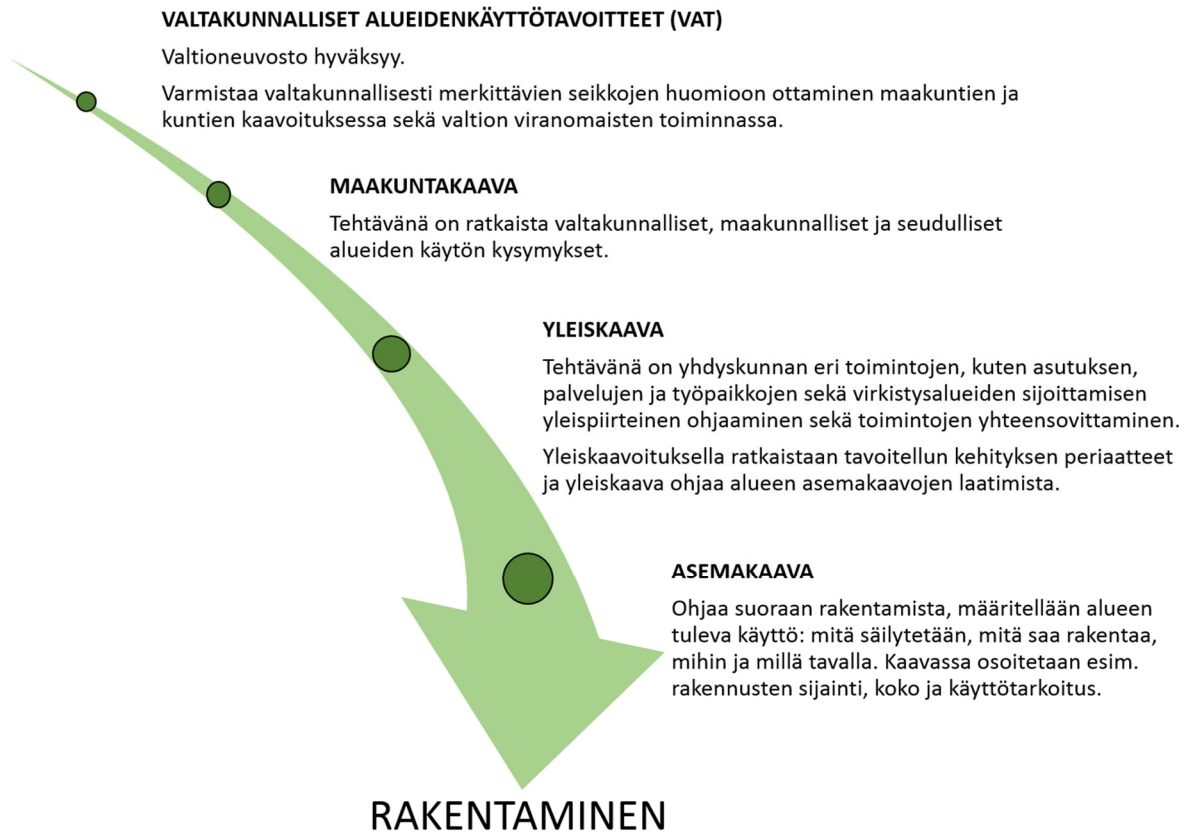 VALTAKUNNALLISET ALUEIDENKÄYTTÖTAVOITTEET (VAT)
Valtioneuvosto hyväksyy.
Varmistaa valtakunnallisesti merkittävien seikkojen huomioon ottaminen maakuntien ja
kuntien kaavoituksessa sekä valtion viranomaisten toiminnassa.
MAAKUNTAKAAVA
Tehtävänä on ratkaista valtakunnalliset, maakunnalliset ja seudulliset
alueiden käytön kysymykset.
YLEISKAAVA
Tehtävänä on yhdyskunnan eri toimintojen, kuten asutuksen,
palvelujen ja työpaikkojen sekä virkistysalueiden sijoittamisen
yleispiirteinen ohjaaminen sekä toimintojen yhteensovittaminen.
Yleiskaavoituksella ratkaistaan tavoitellun kehityksen periaatteet
ja yleiskaava ohjaa alueen asemakaavojen laatimista.
ASEMAKAAVA
Ohjaa suoraan rakentamista, määritellään alueen
tuleva käyttö: mitä säilytetään, mitä saa rakentaa,
mihin ja millä tavalla. Kaavassa osoitetaan esim.
rakennusten sijainti, koko ja käyttötarkoitus.
RAKENTAMINEN